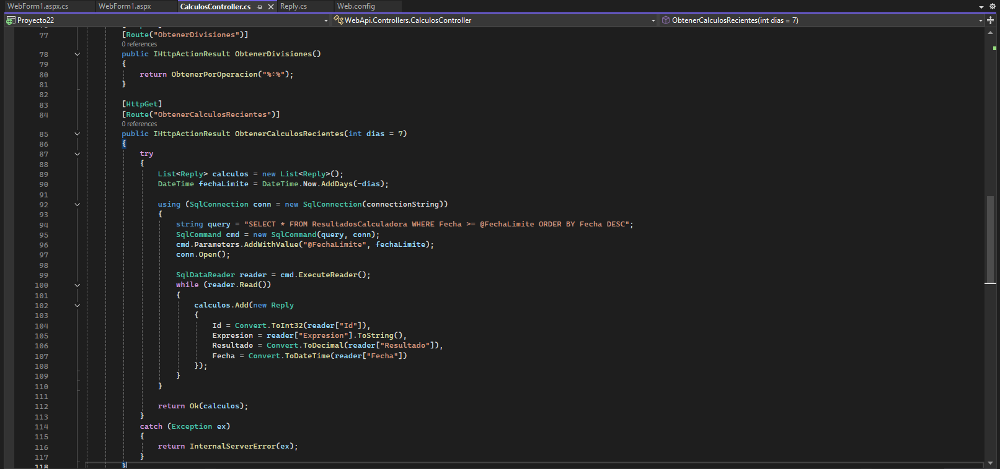 WebForm1.aspx.cs WebForm1.aspx CalculosController.cs Reply.cs Web.config
Proyecto22 WebApi.Controllers.CalculosController ObtenerCalculosRecientes(int dias = 7)
77 [Route("ObtenerDivisiones")]
0 references
78 public IHttpActionResult ObtenerDivisiones()
79 {
80 return ObtenerPorOperacion("%÷%");
81 }
82
83 [HttpGet]
84 [Route("ObtenerCalculosRecientes")]
0 references
85 public IHttpActionResult ObtenerCalculosRecientes(int dias = 7)
86 {
87 try
88 {
89 List<Reply> calculos = new List<Reply>();
90 DateTime fechaLimite = DateTime.Now.AddDays(-dias);
91
92 using (SqlConnection conn = new SqlConnection(connectionString))
93 {
94 string query = "SELECT * FROM ResultadosCalculadora WHERE Fecha >= @FechaLimite ORDER BY Fecha DESC";
95 SqlCommand cmd = new SqlCommand(query, conn);
96 cmd.Parameters.AddWithValue("@FechaLimite", fechaLimite);
97 conn.Open();
98
99 SqlDataReader reader = cmd.ExecuteReader();
100 while (reader.Read())
101 {
102 calculos.Add(new Reply
103 {
104 Id = Convert.ToInt32(reader["Id"]),
105 Expresion = reader["Expresion"].ToString(),
106 Resultado = Convert.ToDecimal(reader["Resultado"]),
107 Fecha = Convert.ToDateTime(reader["Fecha"])
108 });
109 }
110 }
111
112 return Ok(calculos);
113 }
114 catch (Exception ex)
115 {
116 return InternalServerError(ex);
117 }
118 }